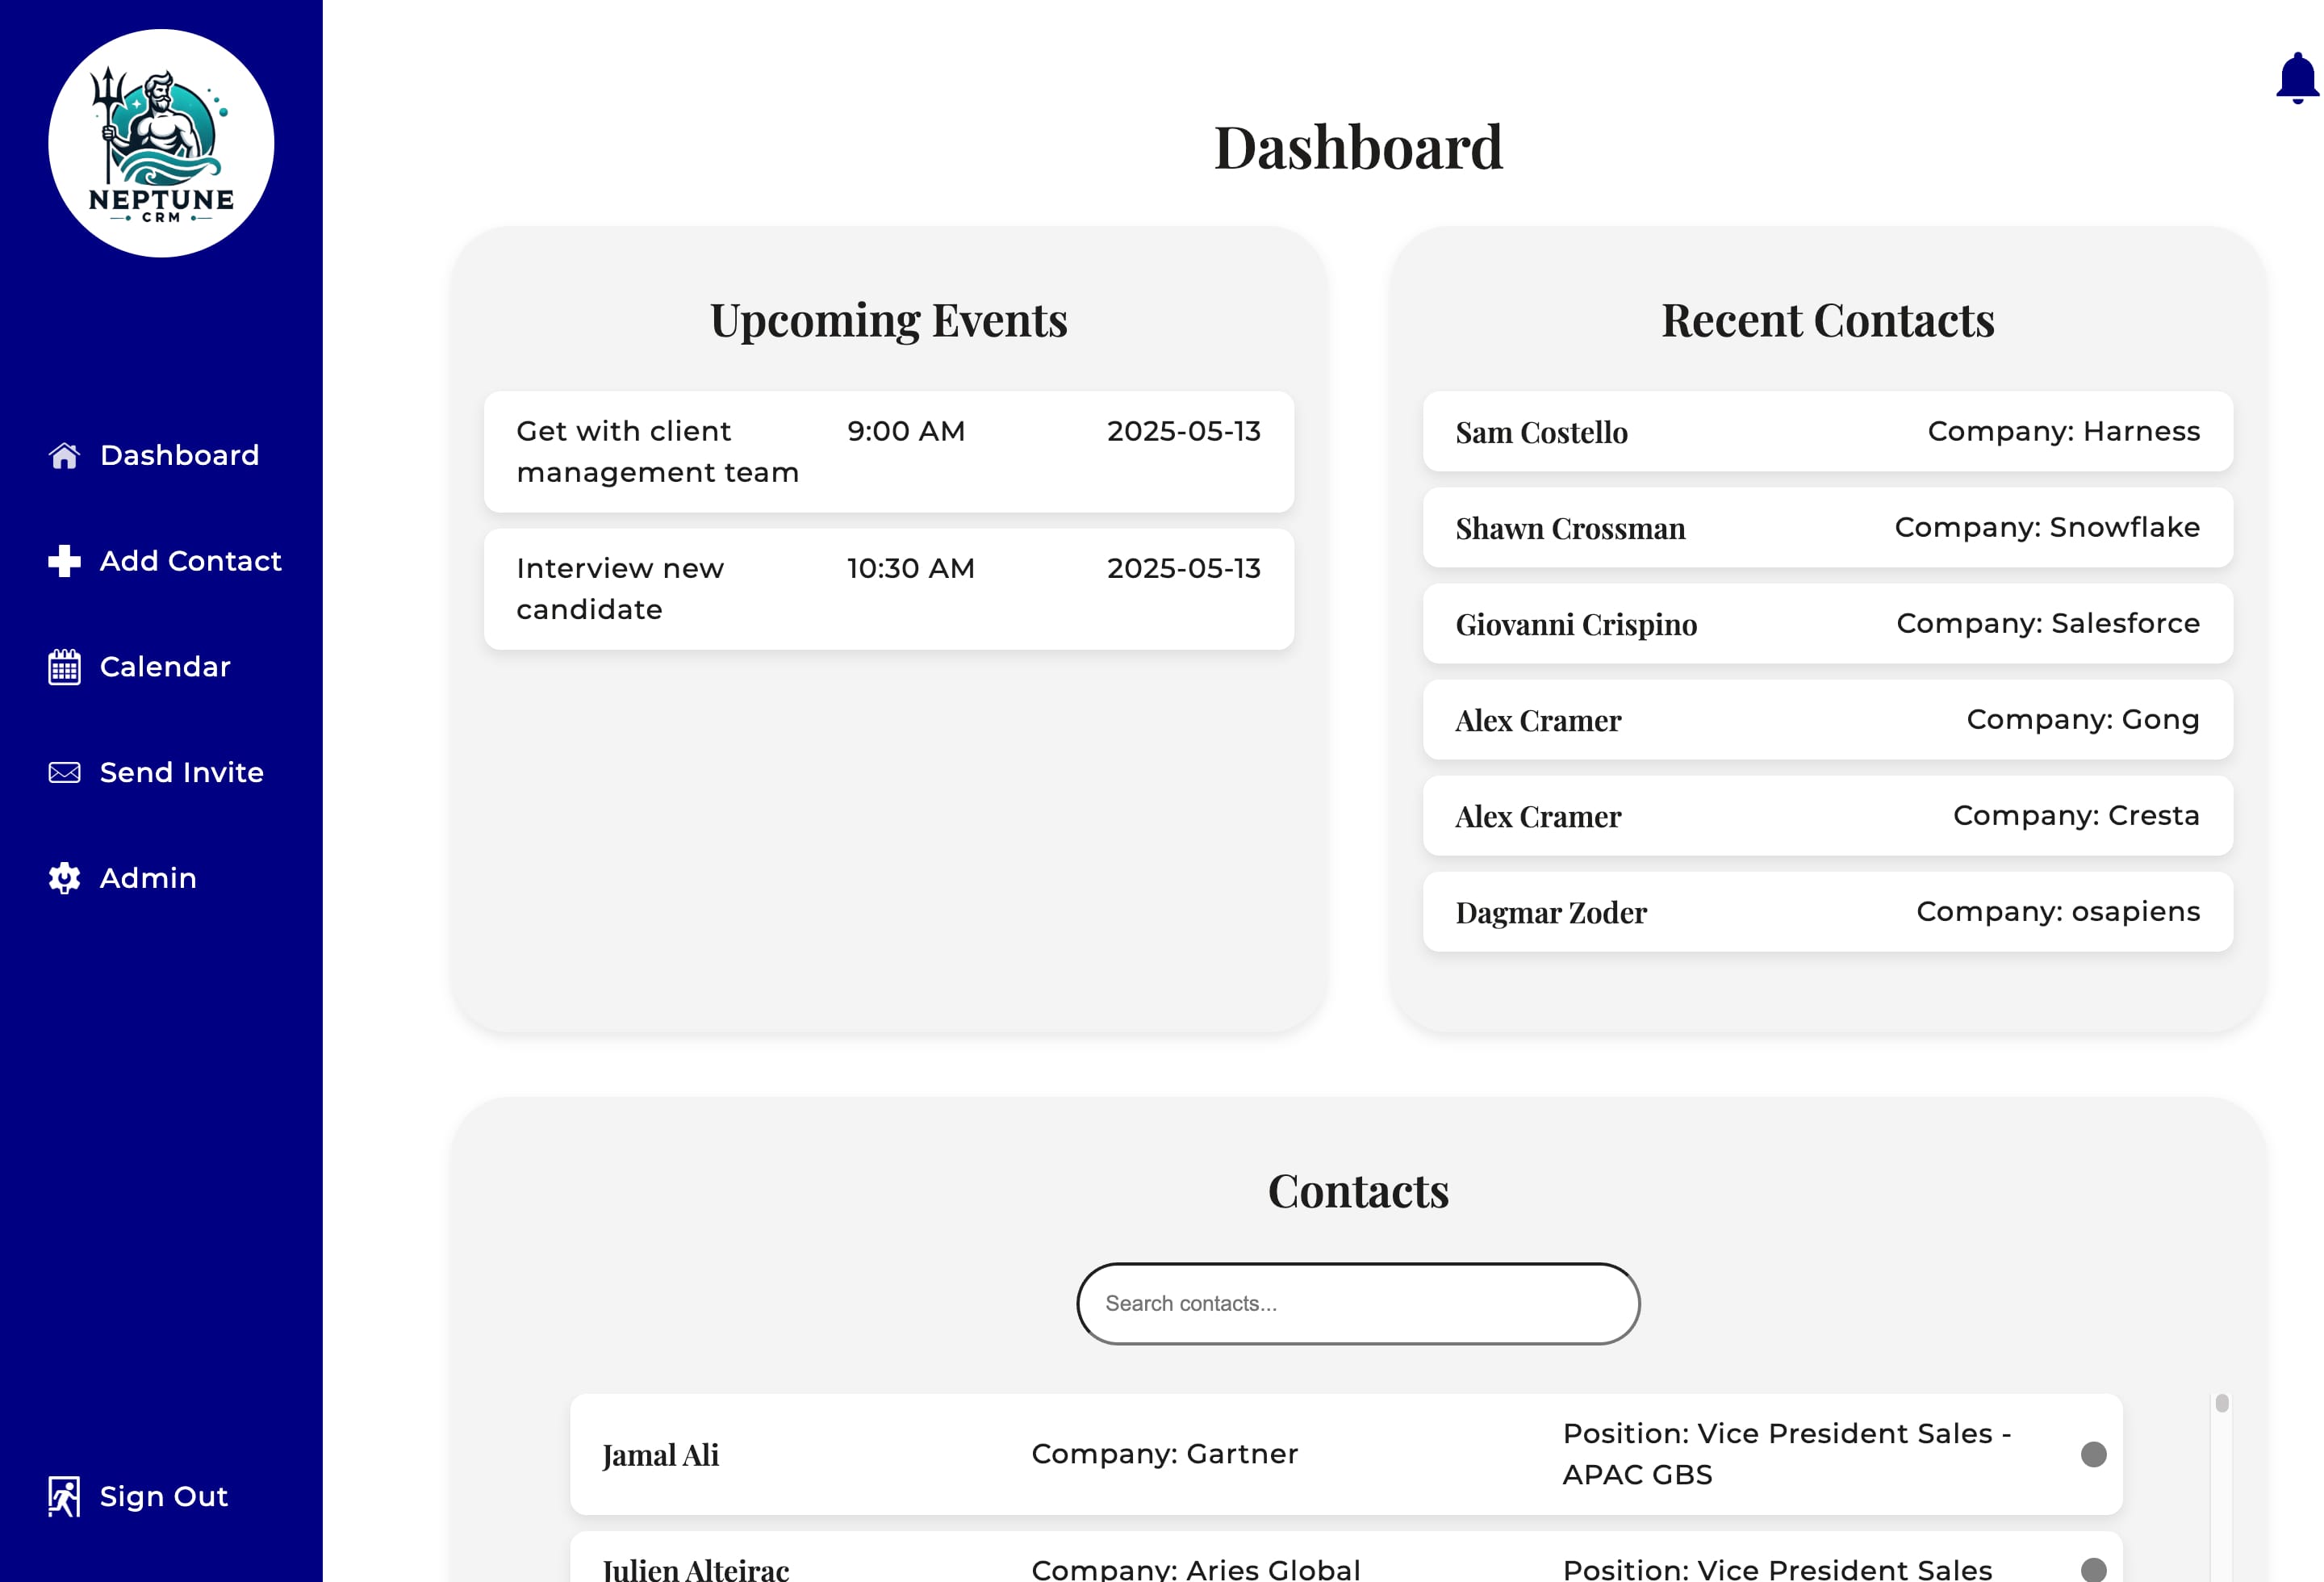 NEPTUNE
CRM
Dashboard
Add Contact
Calendar
Send Invite
Admin
Sign Out
Dashboard
Upcoming Events
Get with client
management team
9:00 AM
2025-05-13
Interview new
candidate
10:30 AM
2025-05-13
Recent Contacts
Sam Costello
Company: Harness
Shawn Crossman
Company: Snowflake
Giovanni Crispino
Company: Salesforce
Alex Cramer
Company: Gong
Alex Cramer
Company: Cresta
Dagmar Zoder
Company: osapiens
Contacts
Search contacts...
Jamal Ali
Company: Gartner
Position: Vice President Sales -
APAC GBS
Julien Alteirac
Company: Aries Global
Position: Vice President Sales